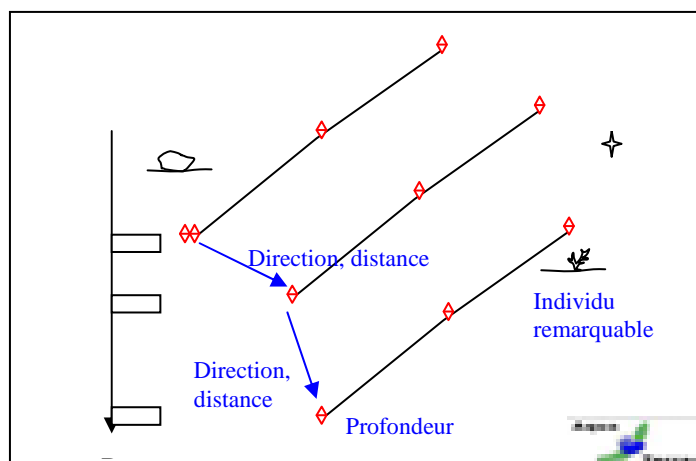 Direction, distance
Individu
remarquable
Direction,
distance
Profondeur